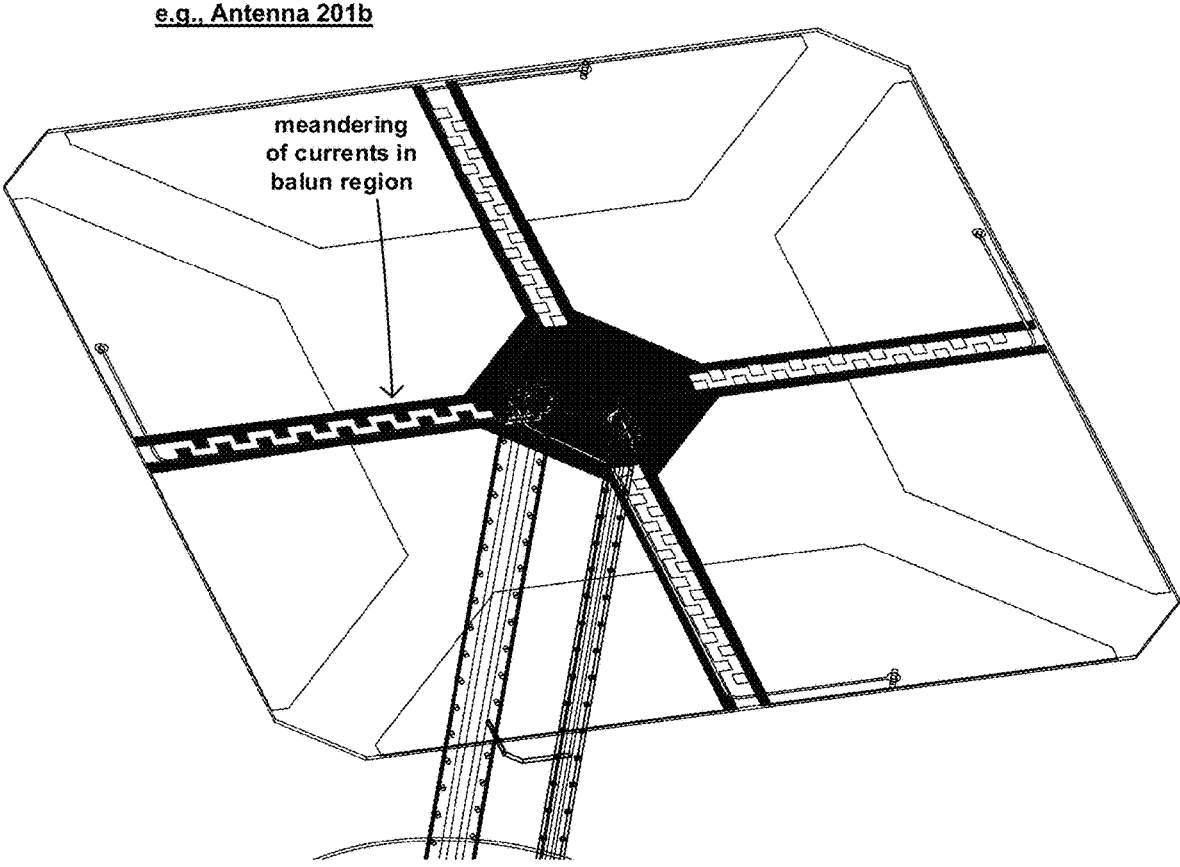 e.g., Antenna 201b
meandering
of currents in
balun region